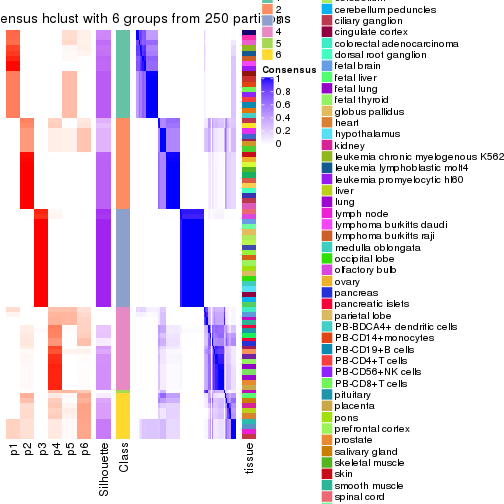 ensus hclust with 6 groups from 250 partitions
1
2
3
4
5
6
Consensus
1
0.8
0.6
0.4
0.2
0
p1
p2
p3
p4
p5
p6
Silhouette
Class
tissue
cerebellum
cerebellum peduncles
ciliary ganglion
cingulate cortex
colorectal adenocarcinoma
dorsal root ganglion
fetal brain
fetal liver
fetal lung
fetal thyroid
globus pallidus
heart
hypothalamus
kidney
leukemia chronic myelogenous K562
leukemia lymphoblastic molt4
leukemia promyelocytic hl60
liver
lung
lymph node
lymphoma burkitts daudi
lymphoma burkitts raji
medulla oblongata
occipital lobe
olfactory bulb
ovary
pancreas
pancreatic islets
parietal lobe
PB-BDCA4+ dendritic cells
PB-CD14+monocytes
PB-CD19+B cells
PB-CD4+T cells
PB-CD56+NK cells
PB-CD8+T cells
pituitary
placenta
pons
prefrontal cortex
prostate
salivary gland
skeletal muscle
skin
smooth muscle
spinal cord